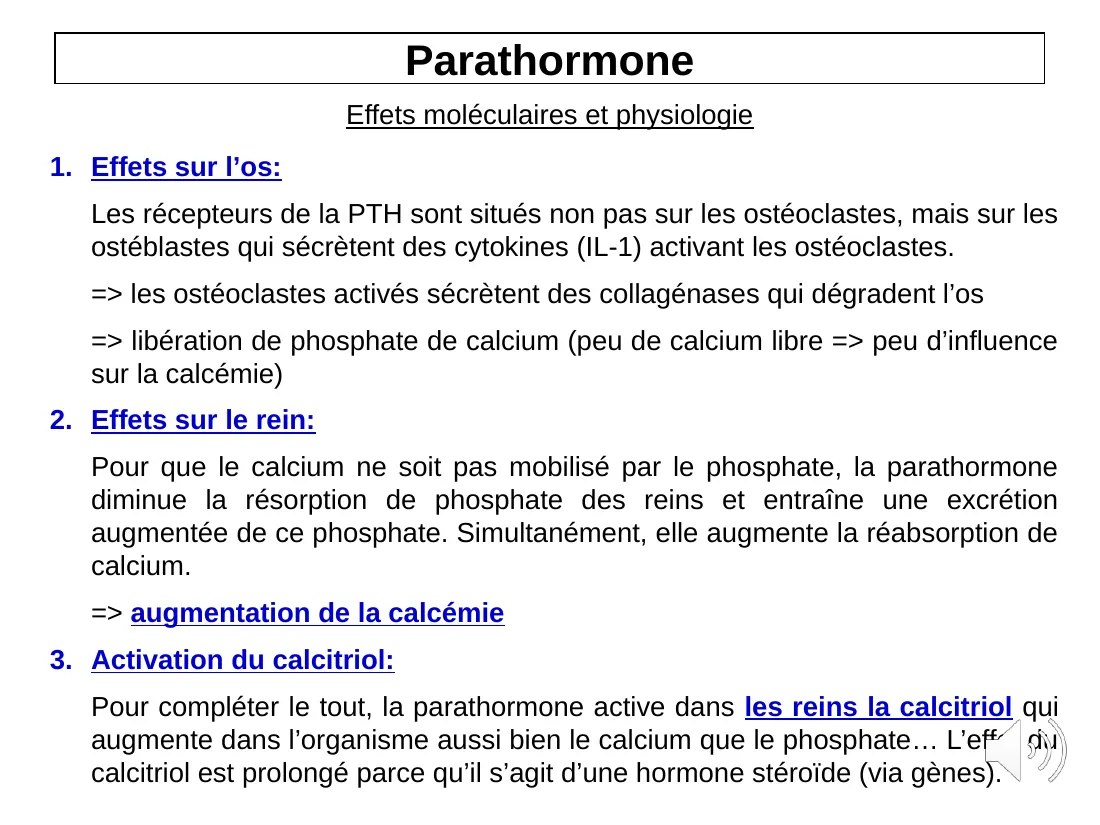 Parathormone
Effets moléculaires et physiologie
1. Effets sur l’os:
Les récepteurs de la PTH sont situés non pas sur les ostéoclastes, mais sur les
ostéblastes qui sécrètent des cytokines (IL-1) activant les ostéoclastes.
=> les ostéoclastes activés sécrètent des collagénases qui dégradent l’os
=> libération de phosphate de calcium (peu de calcium libre => peu d’influence
sur la calcémie)
2. Effets sur le rein:
Pour que le calcium ne soit pas mobilisé par le phosphate, la parathormone
diminue la résorption de phosphate des reins et entraîne une excrétion
augmentée de ce phosphate. Simultanément, elle augmente la réabsorption de
calcium.
=> augmentation de la calcémie
3. Activation du calcitriol:
Pour compléter le tout, la parathormone active dans les reins la calcitriol qui
augmente dans l’organisme aussi bien le calcium que le phosphate… L’effet du
calcitriol est prolongé parce qu’il s’agit d’une hormone stéroïde (via gènes).